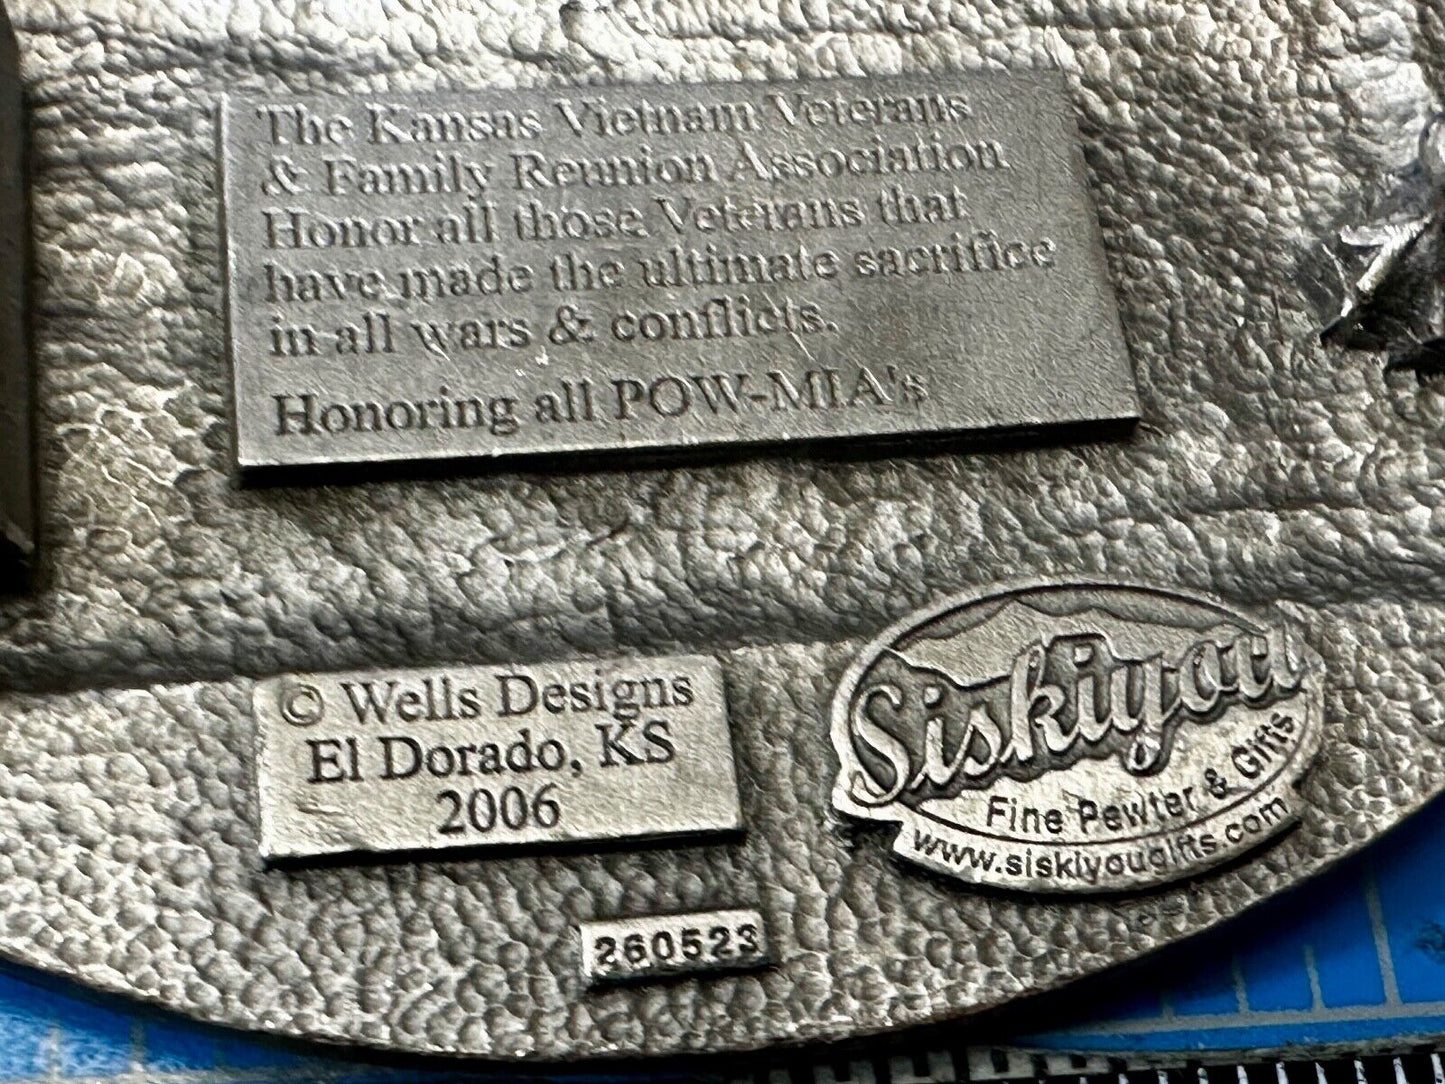 The Kansas Vietnam Veterans
& Family Reunion Association
Honor all those Veterans that
have made the ultimate sacrifice
in all wars & conflicts.
Honoring all POW-MIA's
© Wells Designs
El Dorado, KS
2006
Siskiyou
Fine Pewter & Gifts
www.siskiyougifts.com
260523